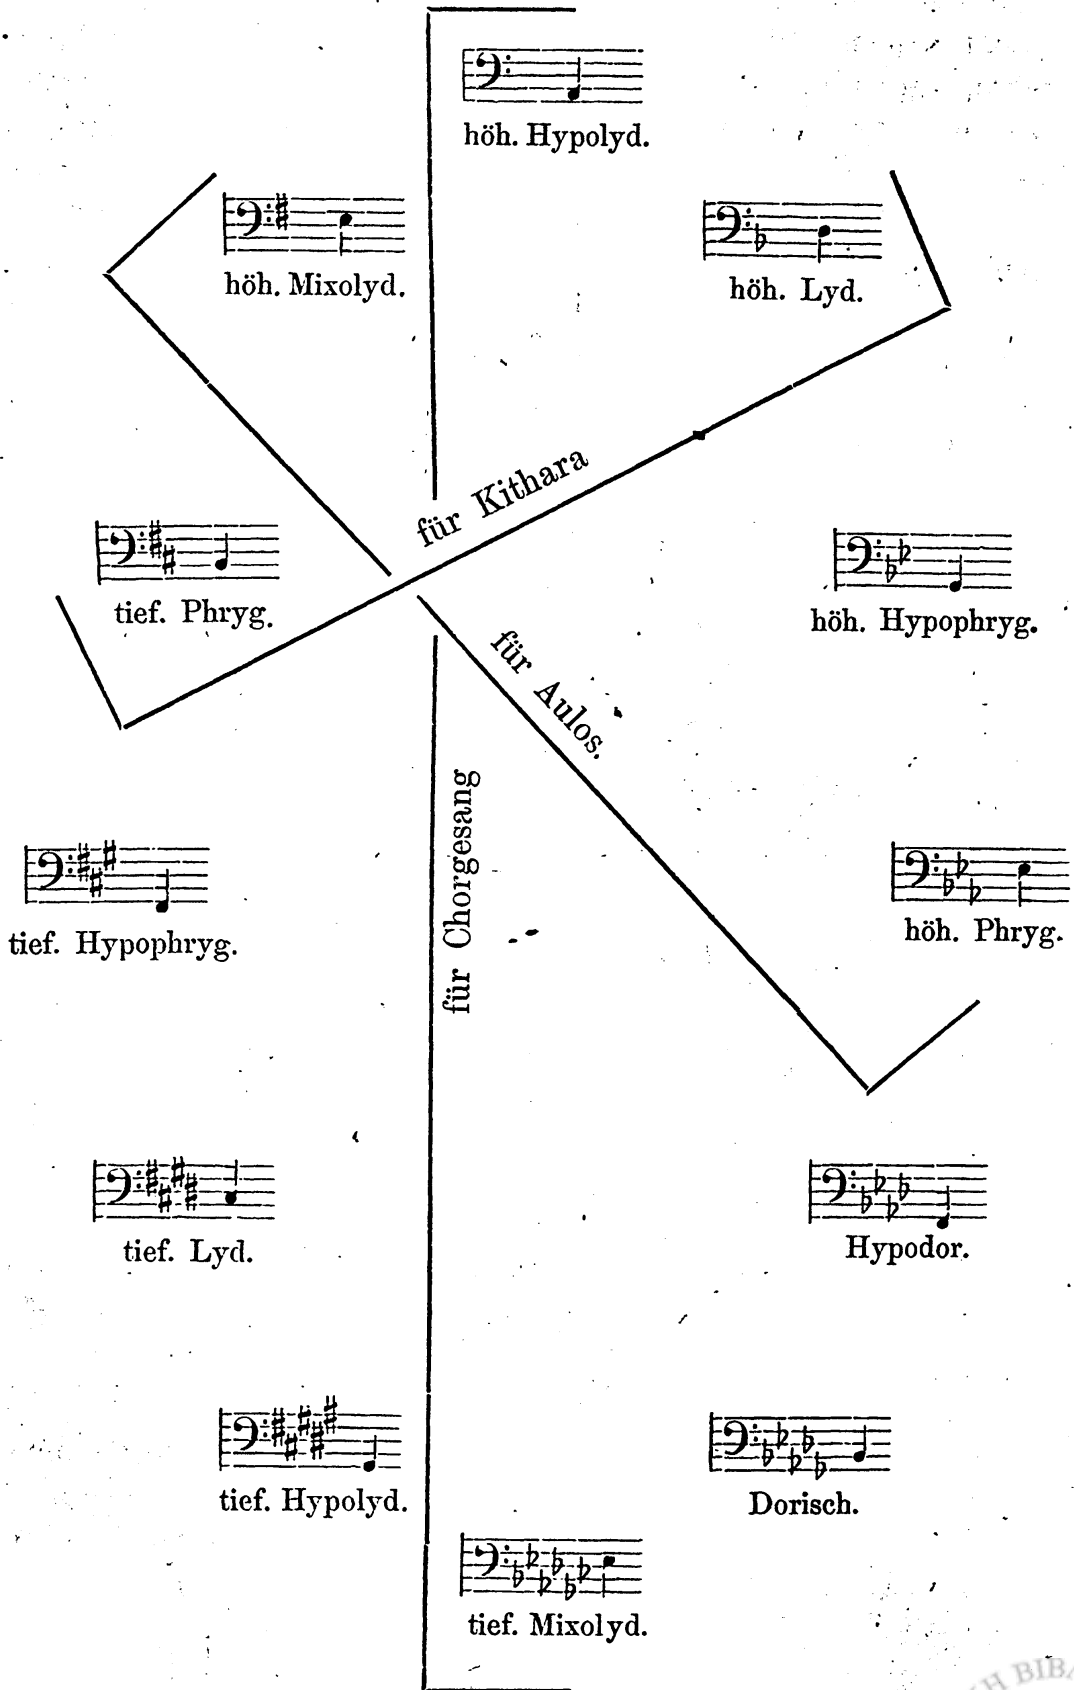 höh. Hypolyd.
höh. Mixolyd.
höh. Lyd.
für Kithara
tief. Phryg.
höh. Hypophryg.
für Aulos.
für Chorgesang
tief. Hypophryg.
höh. Phryg.
tief. Lyd.
Hypodor.
tief. Hypolyd.
Dorisch.
tief. Mixolyd.